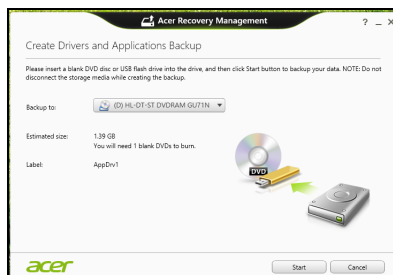 Acer Recovery Management
? _ X
Create Drivers and Applications Backup
Please insert a blank DVD disc or USB flash drive into the drive, and then click Start button to backup your data. NOTE: Do not
disconnect the storage media while creating the backup.
Backup to: (D) HL-DT-ST DVDRAM GU71N
Estimated size: 1.39 GB
You will need 1 blank DVDs to burn.
Label: AppDrv1
DVD
acer Start Cancel